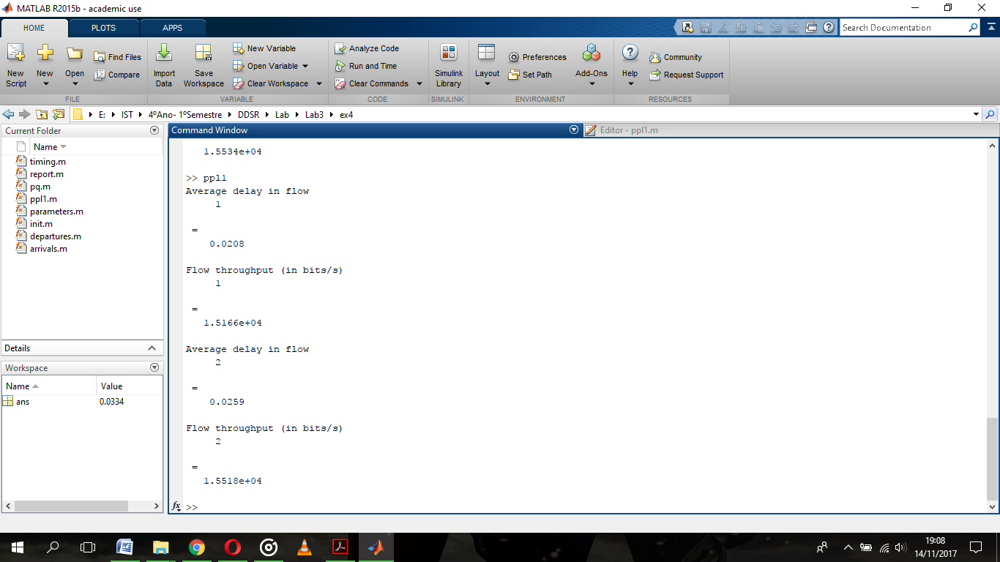 MATLAB R2015b - academic use
HOME PLOTS APPS
Search Documentation
New Script
New
Open
Find Files
Compare
Import Data
Save Workspace
New Variable
Open Variable
Clear Workspace
Analyze Code
Run and Time
Clear Commands
Simulink Library
Layout
Preferences
Set Path
Add-Ons
Help
Community
Request Support
FILE VARIABLE CODE SIMULINK ENVIRONMENT RESOURCES
E: IST 4ºAno- 1ºSemestre DDSR Lab Lab3 ex4
Current Folder
Name
timing.m
report.m
pq.m
ppl1.m
parameters.m
init.m
departures.m
arrivals.m
Details
Workspace
Name Value
ans 0.0334
Command Window
Editor - ppl1.m
1.5534e+04
>> ppl1
Average delay in flow
1
=
0.0208
Flow throughput (in bits/s)
1
=
1.5166e+04
Average delay in flow
2
=
0.0259
Flow throughput (in bits/s)
2
=
1.5518e+04
fx >>
19:08
14/11/2017